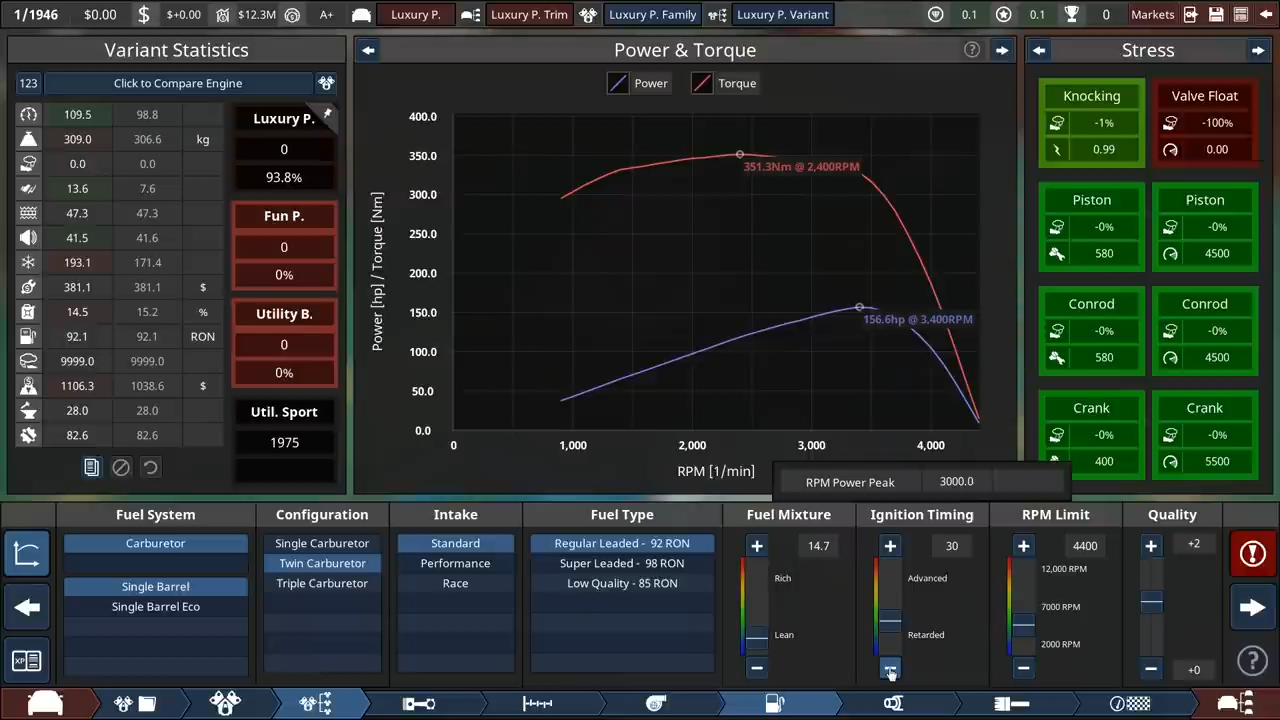 1/1946 $0.00 $+0.00 $12.3M A+ Luxury P. Luxury P. Trim Luxury P. Family Luxury P. Variant 0.1 0.1 0 Markets
Variant Statistics
123 Click to Compare Engine
109.5 98.8
309.0 306.6 kg
0.0 0.0
13.6 7.6
47.3 47.3
41.5 41.6
193.1 171.4
381.1 381.1 $
14.5 15.2 %
92.1 92.1 RON
9999.0 9999.0
1106.3 1038.6 $
28.0 28.0
82.6 82.6
Luxury P.
0
93.8%
Fun P.
0
0%
Utility B.
0
0%
Util. Sport
1975
Power & Torque
?
Power Torque
Power [hp] / Torque [Nm]
400.0
350.0
300.0
250.0
200.0
150.0
100.0
50.0
0.0
351.3Nm @ 2,400RPM
156.6hp @ 3,400RPM
0 1,000 2,000 3,000 4,000
RPM [1/min]
RPM Power Peak 3000.0
Stress
Knocking
-1%
0.99
Valve Float
-100%
0.00
Piston
-0%
580
Piston
-0%
4500
Conrod
-0%
580
Conrod
-0%
4500
Crank
-0%
400
Crank
-0%
5500
Fuel System
Carburetor
Single Barrel
Single Barrel Eco
Configuration
Single Carburetor
Twin Carburetor
Triple Carburetor
Intake
Standard
Performance
Race
Fuel Type
Regular Leaded - 92 RON
Super Leaded - 98 RON
Low Quality - 85 RON
Fuel Mixture
14.7
Rich
Lean
Ignition Timing
30
Advanced
Retarded
RPM Limit
4400
12,000 RPM
7000 RPM
2000 RPM
Quality
+2
+0
XP
?